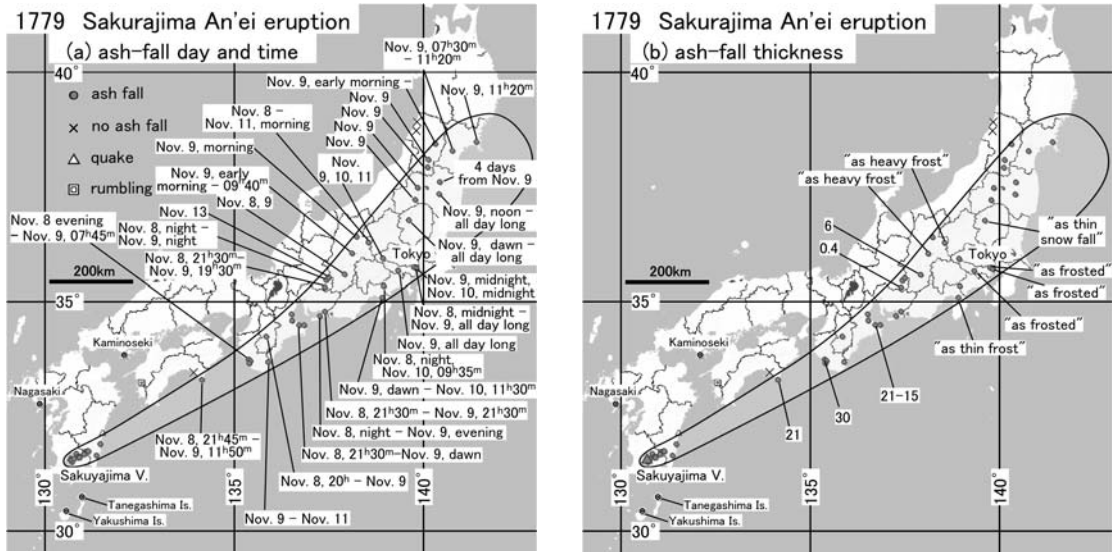 1779 Sakurajima An'ei eruption
(a) ash-fall day and time
40°
ash fall
no ash fall
quake
rumbling
200km
35°
30°
130°
135°
140°
Nov. 9, 07ʰ30ᵐ
– 11ʰ20ᵐ
Nov. 9, early morning –
Nov. 9, 11ʰ20ᵐ
Nov. 9
Nov. 9
Nov. 9
Nov. 9
Nov. 8 –
Nov. 11, morning
Nov. 9, morning
Nov.
9, 10, 11
4 days
from Nov. 9
Nov. 9, early
morning – 09ʰ40ᵐ
Nov. 8, 9
Nov. 8 evening
– Nov. 9, 07ʰ45ᵐ
Nov. 13
Nov. 8, night –
Nov. 9, night
Nov. 8, 21ʰ30ᵐ –
Nov. 9, 19ʰ30ᵐ
Nov. 9, noon –
all day long
Nov. 9, dawn –
all day long
Tokyo
Nov. 9, midnight,
Nov. 10, midnight
Nov. 8, midnight –
Nov. 9, all day long
Nov. 9, all day long
Nov. 8, night,
Nov. 10, 09ʰ35ᵐ
Nov. 9, dawn – Nov. 10, 11ʰ30ᵐ
Nov. 8, 21ʰ30ᵐ – Nov. 9, 21ʰ30ᵐ
Nov. 8, night – Nov. 9, evening
Nov. 8, 21ʰ30ᵐ–Nov. 9, dawn
Nov. 8, 20ʰ – Nov. 9
Nov. 9 – Nov. 11
Nov. 8, 21ʰ45ᵐ –
Nov. 9, 11ʰ50ᵐ
Kaminoseki
Nagasaki
Sakuyajima V.
Tanegashima Is.
Yakushima Is.
1779 Sakurajima An'ei eruption
(b) ash-fall thickness
40°
35°
30°
130°
135°
140°
200km
"as heavy frost"
"as heavy frost"
6
0.4
"as thin
snow fall"
Tokyo
"as frosted"
"as frosted"
"as frosted"
"as thin frost"
21-15
30
21
Kaminoseki
Nagasaki
Sakuyajima V.
Tanegashima Is.
Yakushima Is.